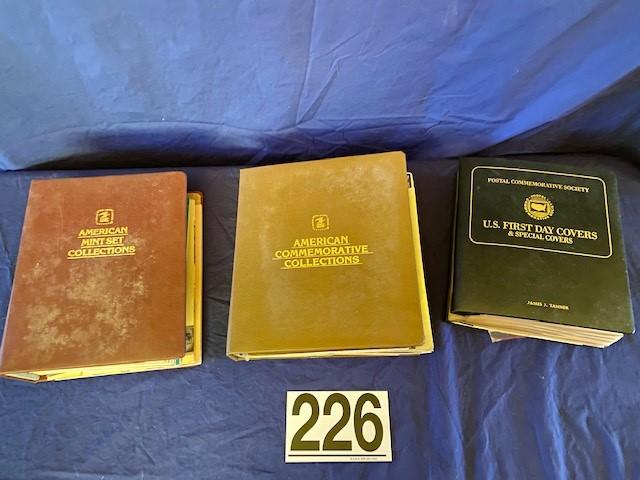 AMERICAN
MINT SET
COLLECTIONS
AMERICAN
COMMEMORATIVE
COLLECTIONS
POSTAL COMMEMORATIVE SOCIETY
U.S. FIRST DAY COVERS
& SPECIAL COVERS
JAMES J. TANNER
226